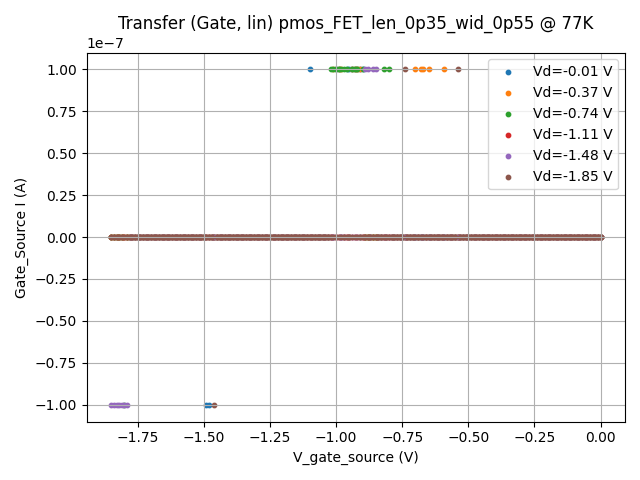 Transfer (Gate, lin) pmos_FET_len_0p35_wid_0p55 @ 77K
1e−7
Vd=-0.01 V
Vd=-0.37 V
Vd=-0.74 V
Vd=-1.11 V
Vd=-1.48 V
Vd=-1.85 V
1.00
0.75
0.50
0.25
0.00
−0.25
−0.50
−0.75
−1.00
Gate_Source I (A)
−1.75 −1.50 −1.25 −1.00 −0.75 −0.50 −0.25 0.00
V_gate_source (V)